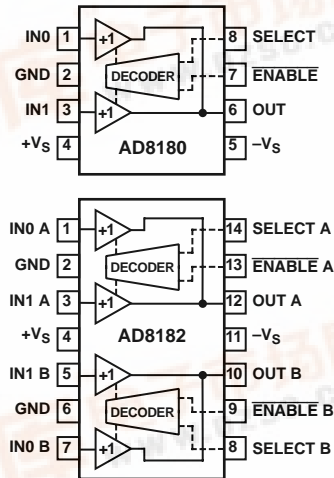 IN0 1 +1 8 SELECT
GND 2 DECODER 7 ENABLE
IN1 3 +1 6 OUT
+VS 4 AD8180 5 –VS
IN0 A 1 +1 14 SELECT A
GND 2 DECODER 13 ENABLE A
IN1 A 3 +1 12 OUT A
+VS 4 AD8182 11 –VS
IN1 B 5 +1 10 OUT B
GND 6 DECODER 9 ENABLE B
IN0 B 7 +1 8 SELECT B